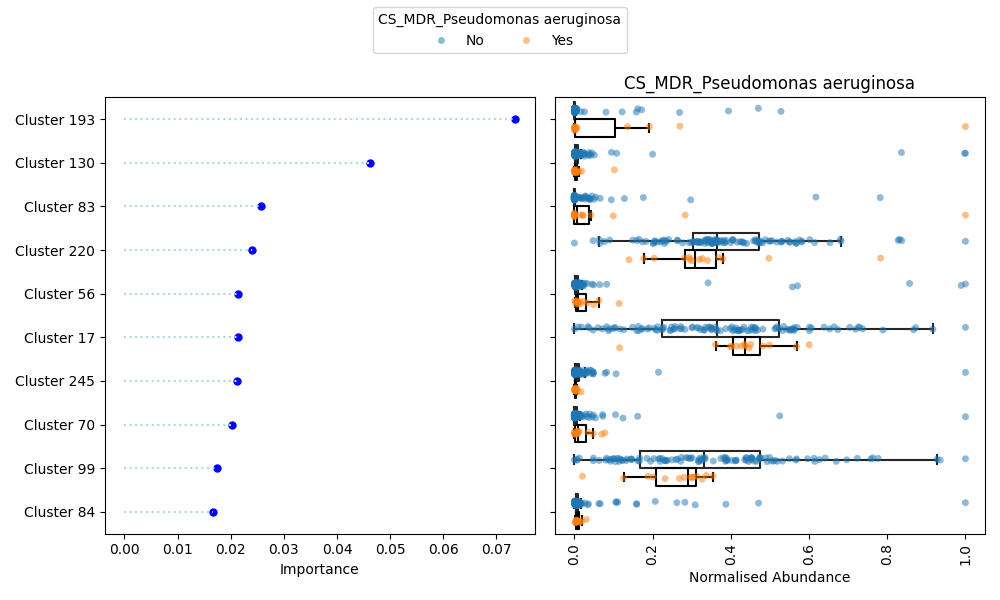 CS_MDR_Pseudomonas aeruginosa
No Yes
CS_MDR_Pseudomonas aeruginosa
Cluster 193
Cluster 130
Cluster 83
Cluster 220
Cluster 56
Cluster 17
Cluster 245
Cluster 70
Cluster 99
Cluster 84
0.00 0.01 0.02 0.03 0.04 0.05 0.06 0.07
Importance
0.0 0.2 0.4 0.6 0.8 1.0
Normalised Abundance